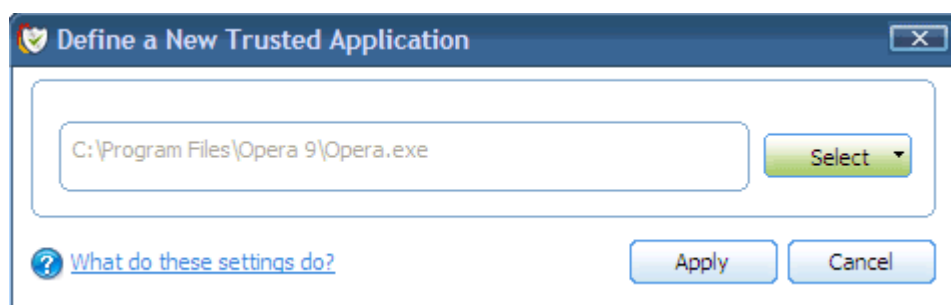 Define a New Trusted Application
C:\Program Files\Opera 9\Opera.exe
Select
What do these settings do?
Apply
Cancel